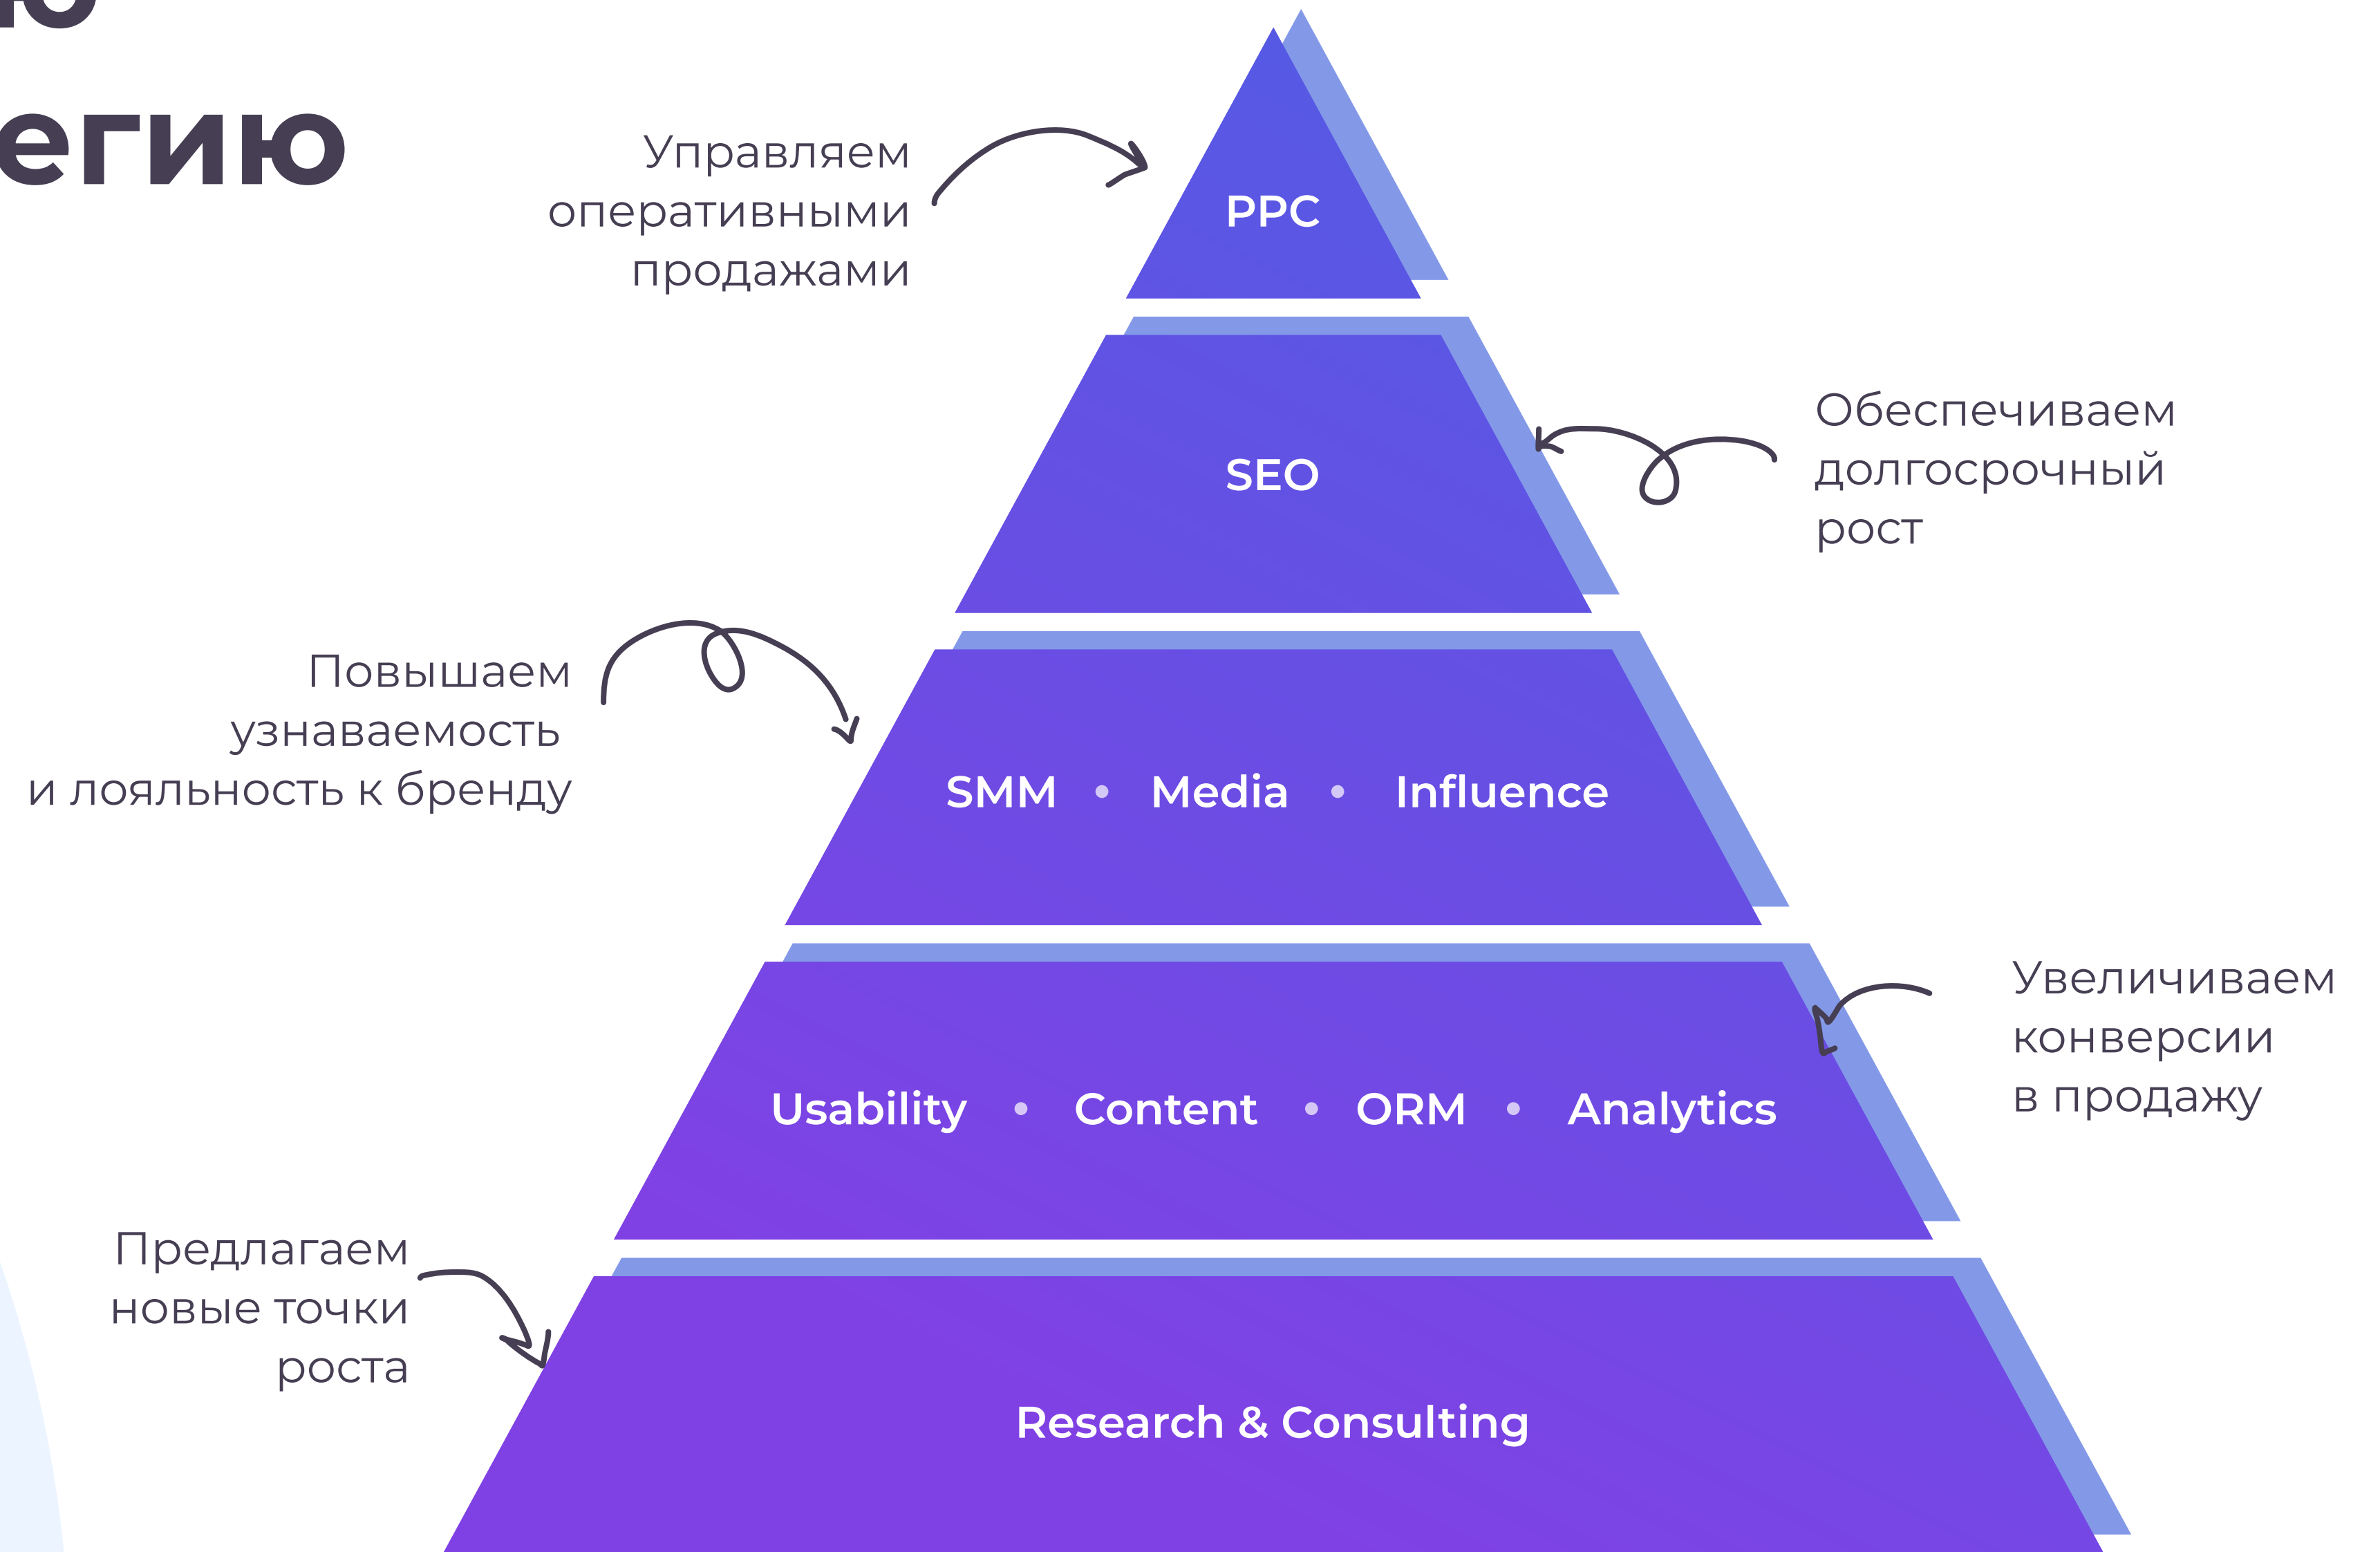 егию
Управляем
оперативными
продажами
PPC
Обеспечиваем
долгосрочный
рост
SEO
Повышаем
узнаваемость
и лояльность к бренду
SMM • Media • Influence
Увеличиваем
конверсии
в продажу
Usability • Content • ORM • Analytics
Предлагаем
новые точки
роста
Research & Consulting